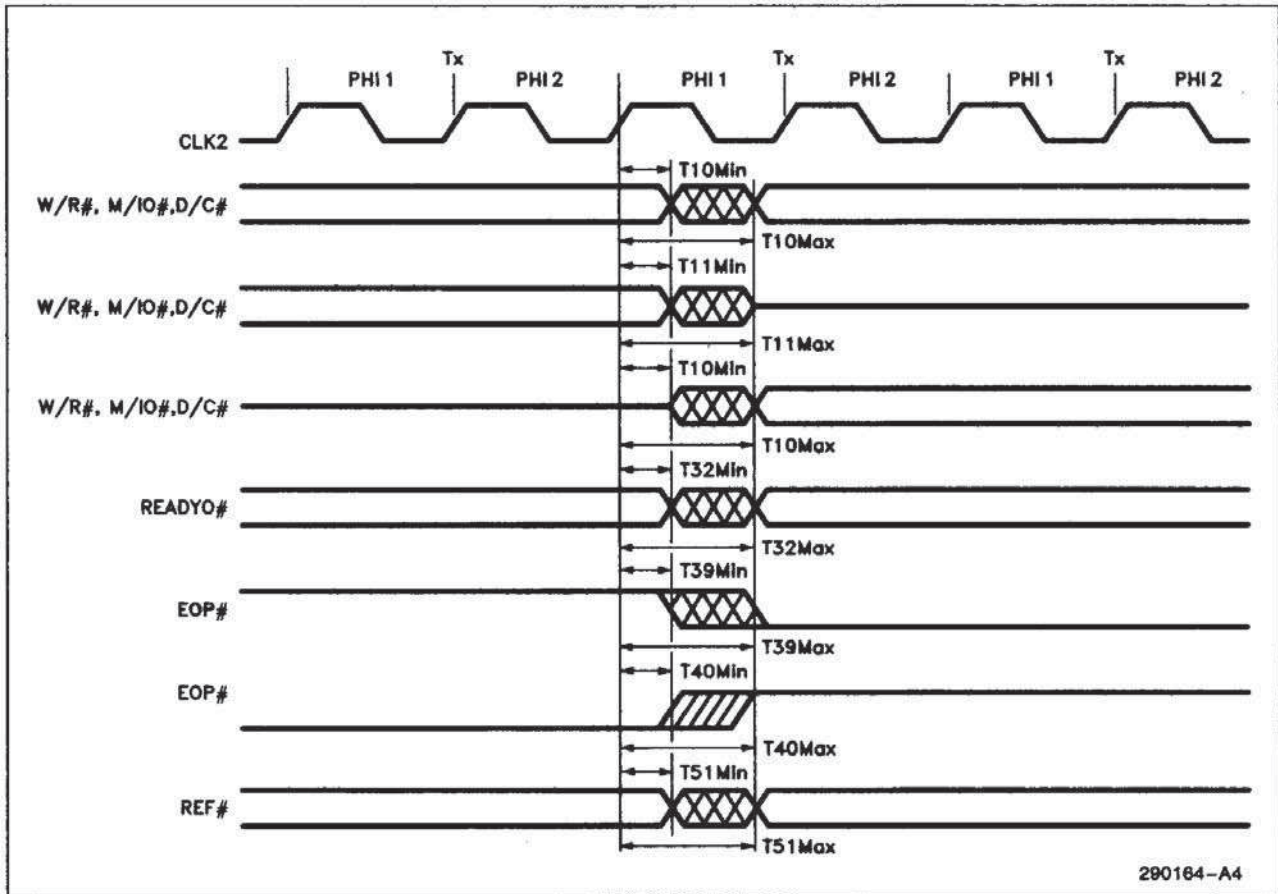 Tx Tx Tx
PHI 1 PHI 2 PHI 1 PHI 2 PHI 1 PHI 2
CLK2
T10Min
W/R#, M/IO#,D/C#
T10Max
T11Min
W/R#, M/IO#,D/C#
T11Max
T10Min
W/R#, M/IO#,D/C#
T10Max
T32Min
READYO#
T32Max
T39Min
EOP#
T39Max
T40Min
EOP#
T40Max
T51Min
REF#
T51Max
290164-A4